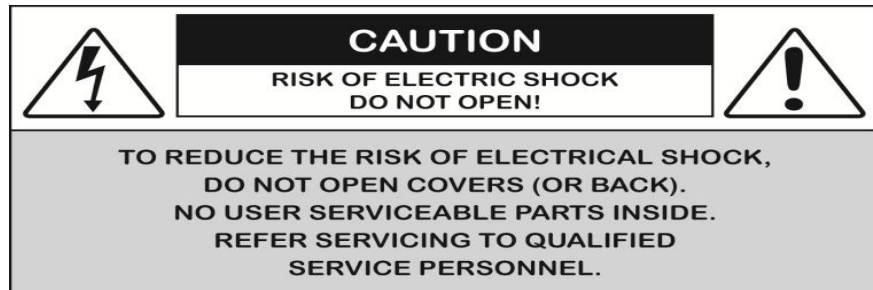 CAUTION
RISK OF ELECTRIC SHOCK
DO NOT OPEN!
TO REDUCE THE RISK OF ELECTRICAL SHOCK,
DO NOT OPEN COVERS (OR BACK).
NO USER SERVICEABLE PARTS INSIDE.
REFER SERVICING TO QUALIFIED
SERVICE PERSONNEL.